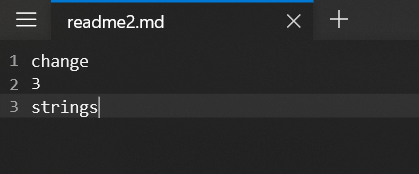 readme2.md
1 change
2 3
3 strings